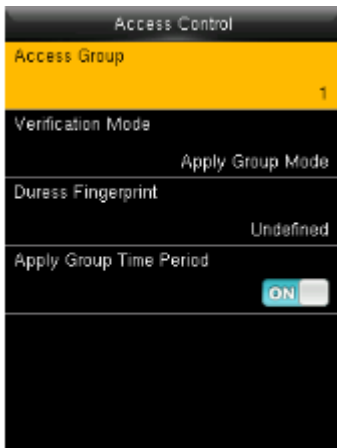 Access Control
Access Group
1
Verification Mode
Apply Group Mode
Duress Fingerprint
Undefined
Apply Group Time Period
ON